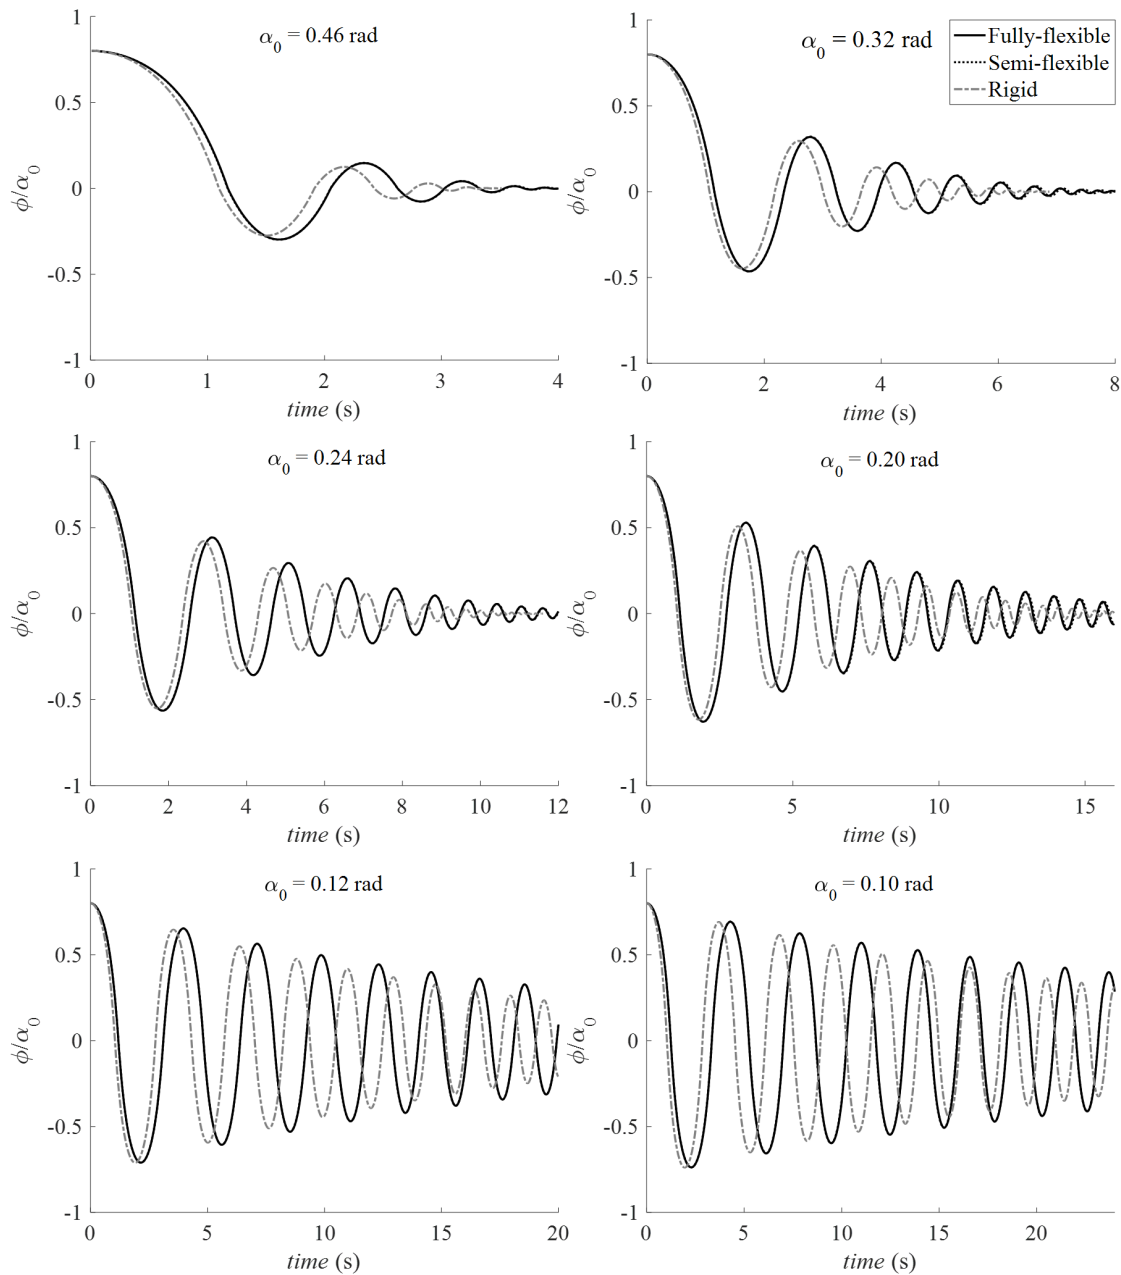 α0 = 0.46 rad
1
0.5
0
-0.5
-1
ϕ/α0
0 1 2 3 4
time (s)
α0 = 0.32 rad
Fully-flexible
Semi-flexible
Rigid
1
0.5
0
-0.5
-1
ϕ/α0
0 2 4 6 8
time (s)
α0 = 0.24 rad
1
0.5
0
-0.5
-1
ϕ/α0
0 2 4 6 8 10 12
time (s)
α0 = 0.20 rad
1
0.5
0
-0.5
-1
ϕ/α0
0 5 10 15
time (s)
α0 = 0.12 rad
1
0.5
0
-0.5
-1
ϕ/α0
0 5 10 15 20
time (s)
α0 = 0.10 rad
1
0.5
0
-0.5
-1
ϕ/α0
0 5 10 15 20
time (s)